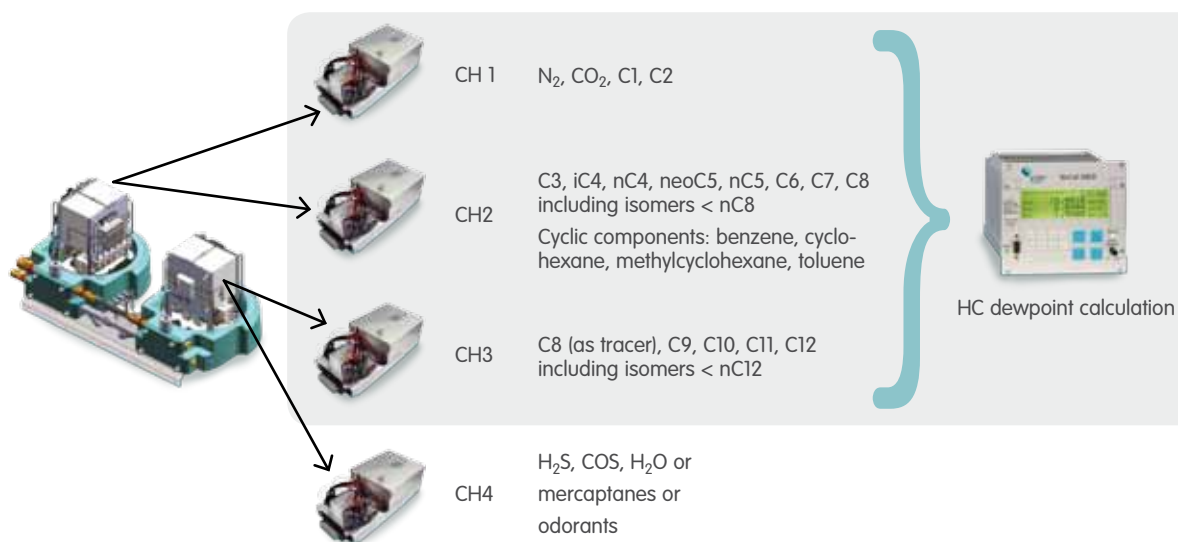 CH 1
N₂, CO₂, C1, C2
CH2
C3, iC4, nC4, neoC5, nC5, C6, C7, C8
including isomers < nC8
Cyclic components: benzene, cyclo-
hexane, methylcyclohexane, toluene
CH3
C8 (as tracer), C9, C10, C11, C12
including isomers < nC12
HC dewpoint calculation
CH4
H₂S, COS, H₂O or
mercaptanes or
odorants